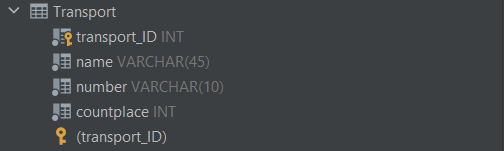 Transport
transport_ID INT
name VARCHAR(45)
number VARCHAR(10)
countplace INT
(transport_ID)